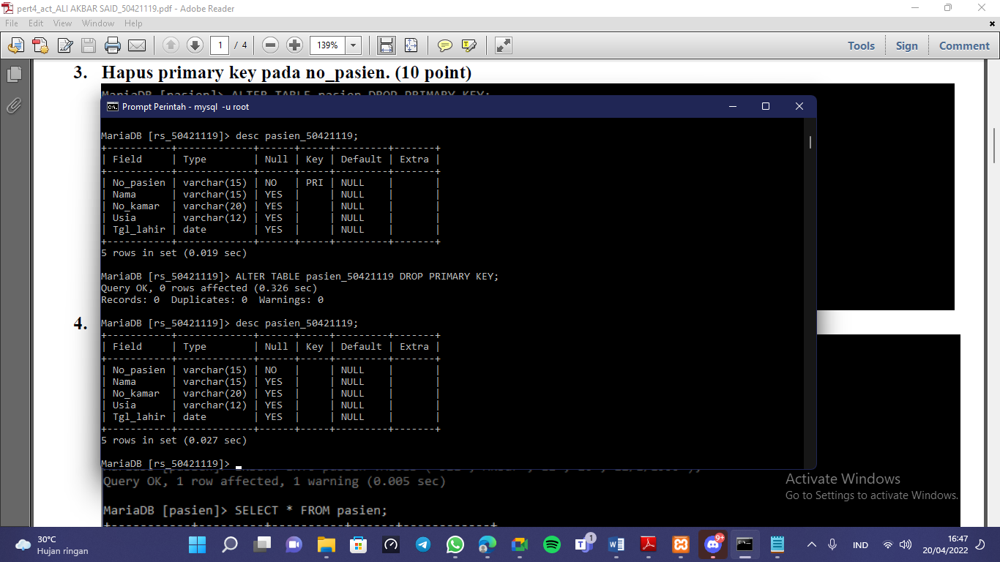 pert4_act_ALI AKBAR SAID_50421119.pdf - Adobe Reader
File Edit View Window Help
1 / 4 139% Tools Sign Comment
3. Hapus primary key pada no_pasien. (10 point)
MariaDB [pasien]> ALTER TABLE pasien DROP PRIMARY KEY;
Prompt Perintah - mysql -u root
MariaDB [rs_50421119]> desc pasien_50421119;
+-----------+-------------+------+-----+---------+-------+
| Field | Type | Null | Key | Default | Extra |
+-----------+-------------+------+-----+---------+-------+
| No_pasien | varchar(15) | NO | PRI | NULL | |
| Nama | varchar(15) | YES | | NULL | |
| No_kamar | varchar(20) | YES | | NULL | |
| Usia | varchar(12) | YES | | NULL | |
| Tgl_lahir | date | YES | | NULL | |
+-----------+-------------+------+-----+---------+-------+
5 rows in set (0.019 sec)
MariaDB [rs_50421119]> ALTER TABLE pasien_50421119 DROP PRIMARY KEY;
Query OK, 0 rows affected (0.326 sec)
Records: 0 Duplicates: 0 Warnings: 0
4.
MariaDB [rs_50421119]> desc pasien_50421119;
+-----------+-------------+------+-----+---------+-------+
| Field | Type | Null | Key | Default | Extra |
+-----------+-------------+------+-----+---------+-------+
| No_pasien | varchar(15) | NO | | NULL | |
| Nama | varchar(15) | YES | | NULL | |
| No_kamar | varchar(20) | YES | | NULL | |
| Usia | varchar(12) | YES | | NULL | |
| Tgl_lahir | date | YES | | NULL | |
+-----------+-------------+------+-----+---------+-------+
5 rows in set (0.027 sec)
MariaDB [rs_50421119]>
Query OK, 1 row affected, 1 warning (0.005 sec)
MariaDB [pasien]> SELECT * FROM pasien;
Activate Windows
Go to Settings to activate Windows.
30°C
Hujan ringan
1
9+
IND
16:47
20/04/2022